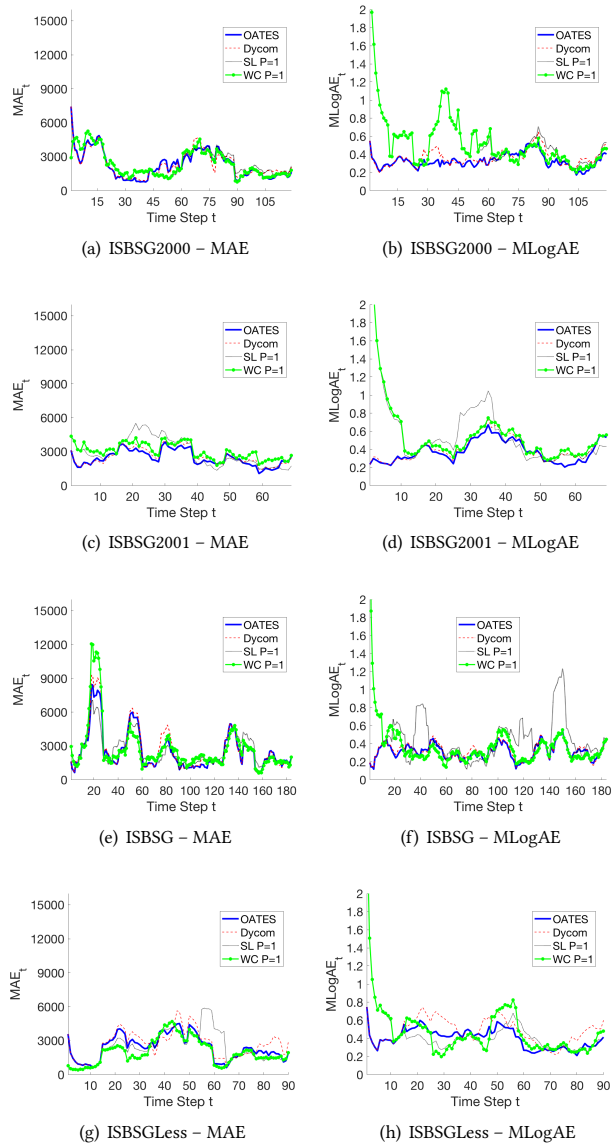 15000
12000
9000
6000
3000
0
MAE_t
OATES
Dycom
SL P=1
WC P=1
15 30 45 60 75 90 105
Time Step t
(a) ISBSG2000 – MAE
2
1.8
1.6
1.4
1.2
1
0.8
0.6
0.4
0.2
0
MLogAE_t
OATES
Dycom
SL P=1
WC P=1
15 30 45 60 75 90 105
Time Step t
(b) ISBSG2000 – MLogAE
15000
12000
9000
6000
3000
0
MAE_t
OATES
Dycom
SL P=1
WC P=1
10 20 30 40 50 60
Time Step t
(c) ISBSG2001 – MAE
2
1.8
1.6
1.4
1.2
1
0.8
0.6
0.4
0.2
0
MLogAE_t
OATES
Dycom
SL P=1
WC P=1
10 20 30 40 50 60
Time Step t
(d) ISBSG2001 – MLogAE
15000
12000
9000
6000
3000
0
MAE_t
OATES
Dycom
SL P=1
WC P=1
20 40 60 80 100 120 140 160 180
Time Step t
(e) ISBSG – MAE
2
1.8
1.6
1.4
1.2
1
0.8
0.6
0.4
0.2
0
MLogAE_t
OATES
Dycom
SL P=1
WC P=1
20 40 60 80 100 120 140 160 180
Time Step t
(f) ISBSG – MLogAE
15000
12000
9000
6000
3000
0
MAE_t
OATES
Dycom
SL P=1
WC P=1
10 20 30 40 50 60 70 80 90
Time Step t
(g) ISBSGLess – MAE
2
1.8
1.6
1.4
1.2
1
0.8
0.6
0.4
0.2
0
MLogAE_t
OATES
Dycom
SL P=1
WC P=1
10 20 30 40 50 60 70 80 90
Time Step t
(h) ISBSGLess – MLogAE